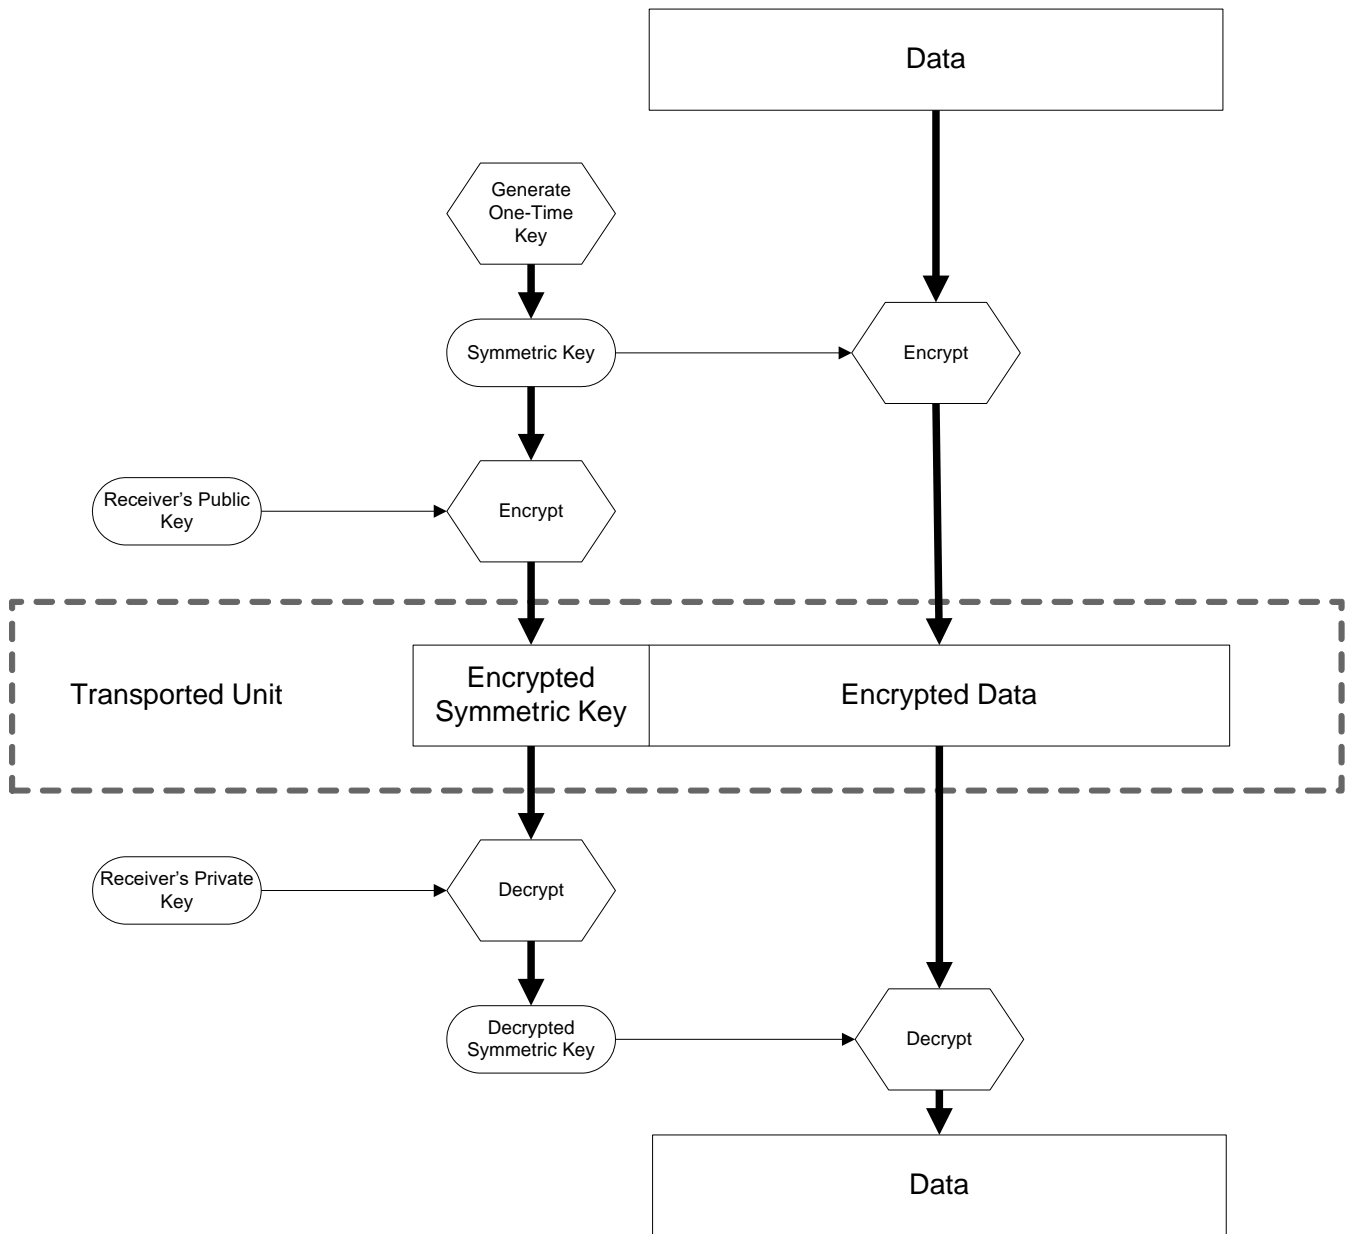 Data
Generate
One-Time
Key
Symmetric Key
Encrypt
Receiver’s Public
Key
Encrypt
Transported Unit
Encrypted
Symmetric Key
Encrypted Data
Receiver’s Private
Key
Decrypt
Decrypted
Symmetric Key
Decrypt
Data